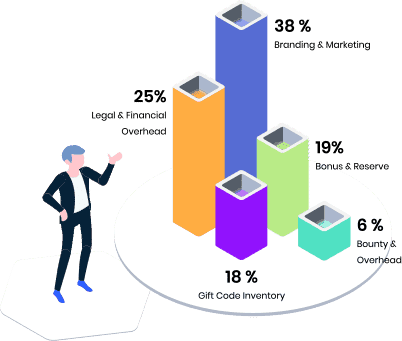 38 %
Branding & Marketing
25%
Legal & Financial
Overhead
19%
Bonus & Reserve
6 %
Bounty &
Overhead
18 %
Gift Code Inventory